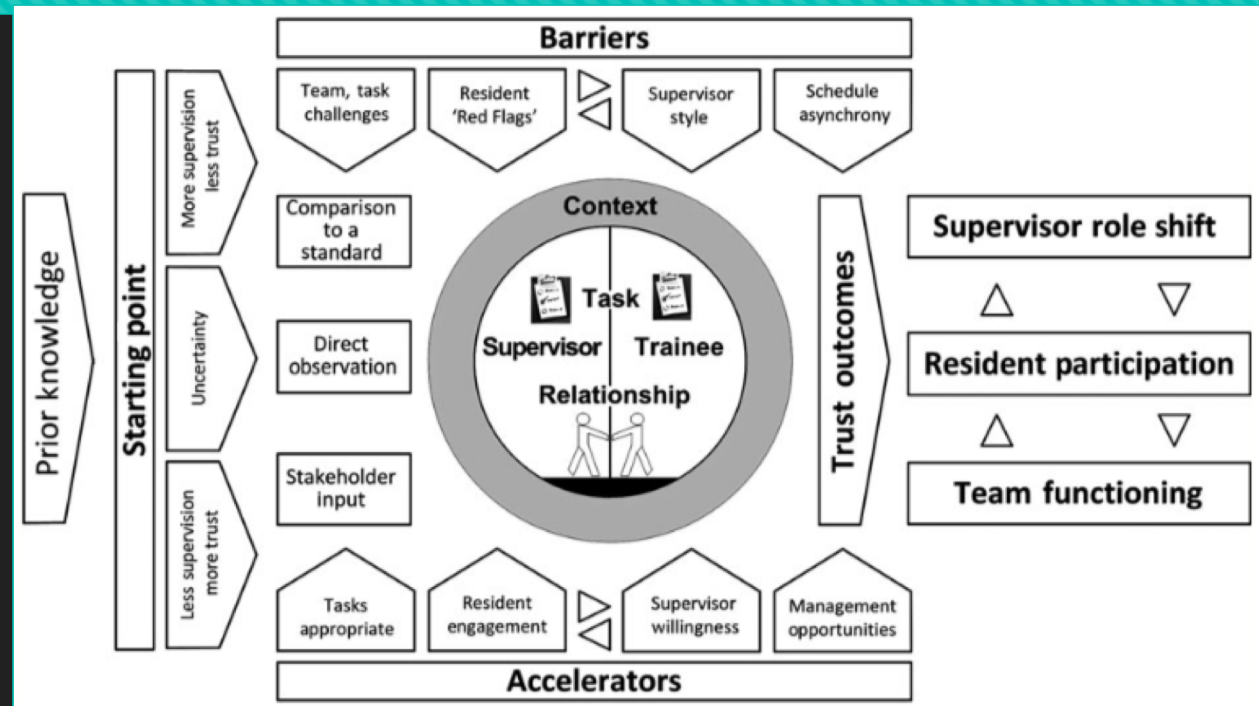 Barriers
Team, task
challenges
Resident
‘Red Flags’
Supervisor
style
Schedule
asynchrony
Prior knowledge
Starting point
More supervision
less trust
Uncertainty
Less supervision
more trust
Comparison
to a
standard
Direct
observation
Stakeholder
input
Context
Task
Supervisor
Trainee
Relationship
Trust outcomes
Supervisor role shift
Resident participation
Team functioning
Tasks
appropriate
Resident
engagement
Supervisor
willingness
Management
opportunities
Accelerators